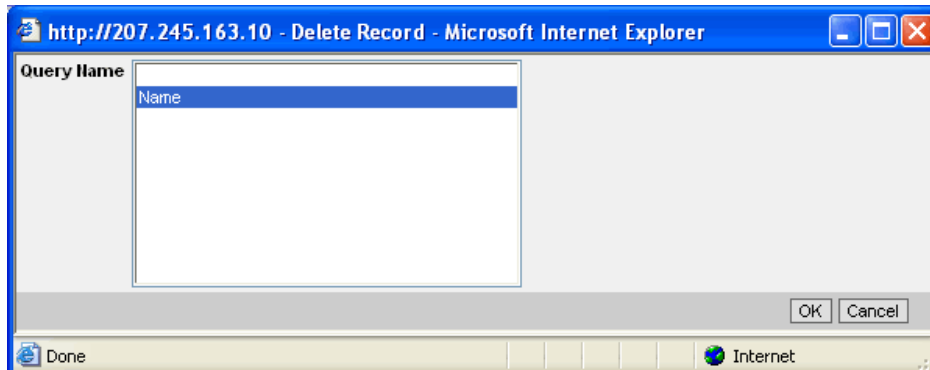 http://207.245.163.10 - Delete Record - Microsoft Internet Explorer
Query Name
Name
OK Cancel
Done Internet